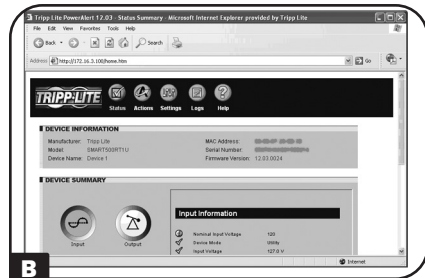 Tripp Lite PowerAlert 12.03 - Status Summary - Microsoft Internet Explorer provided by Tripp Lite
File Edit View Favorites Tools Help
Back Search
Address http://172.16.3.100/home.htm Go
TRIPP·LITE
Status Actions Settings Logs Help
DEVICE INFORMATION
Manufacturer: Tripp Lite MAC Address:
Model: SMART500RT1U Serial Number:
Device Name: Device 1 Firmware Version: 12.03.0024
DEVICE SUMMARY
Input Information
Input Output
Nominal Input Voltage 120
Device Mode Utility
Input Voltage 127.0 V
Internet
B